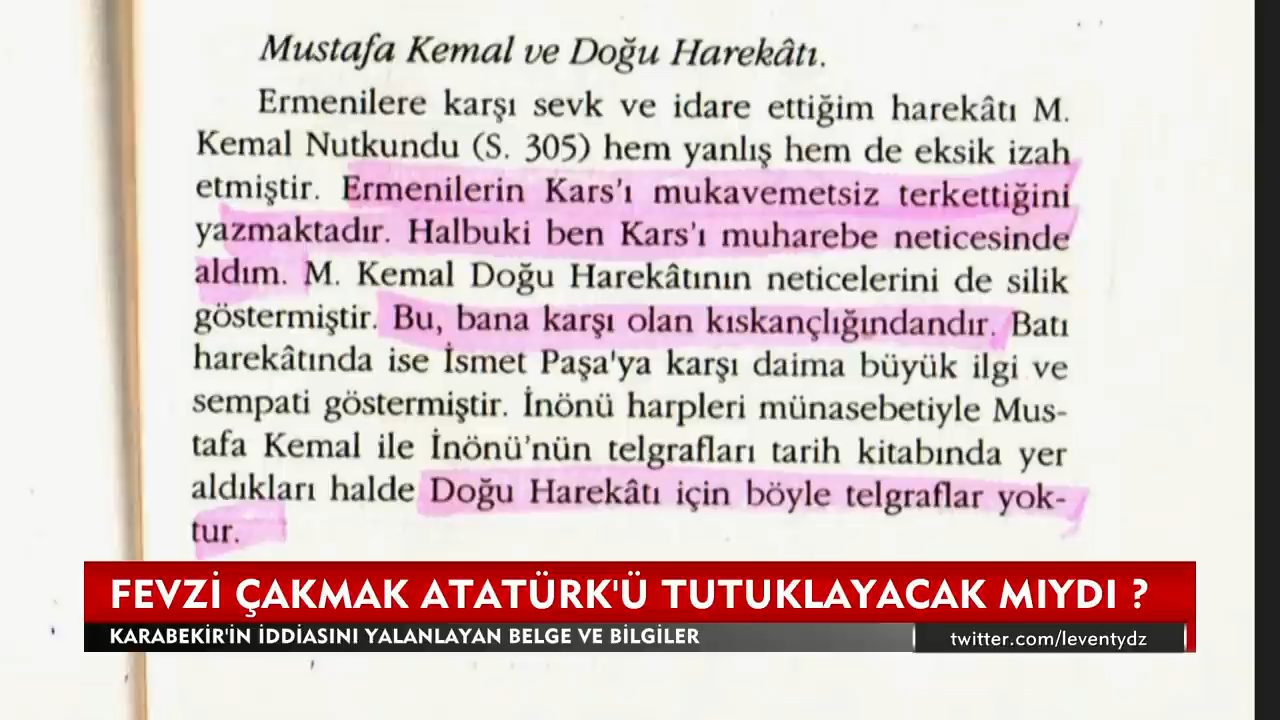 Mustafa Kemal ve Doğu Harekâtı.
Ermenilere karşı sevk ve idare ettiğim harekâtı M.
Kemal Nutkundu (S. 305) hem yanlış hem de eksik izah
etmiştir. Ermenilerin Kars'ı mukavemetsiz terkettiğini
yazmaktadır. Halbuki ben Kars'ı muharebe neticesinde
aldım. M. Kemal Doğu Harekâtının neticelerini de silik
göstermiştir. Bu, bana karşı olan kıskançlığındandır. Batı
harekâtında ise İsmet Paşa'ya karşı daima büyük ilgi ve
sempati göstermiştir. İnönü harpleri münasebetiyle Mus-
tafa Kemal ile İnönü'nün telgrafları tarih kitabında yer
aldıkları halde Doğu Harekâtı için böyle telgraflar yok-
tur.
FEVZİ ÇAKMAK ATATÜRK'Ü TUTUKLAYACAK MIYDI ?
KARABEKİR'İN İDDİASINI YALANLAYAN BELGE VE BİLGİLER
twitter.com/leventydz